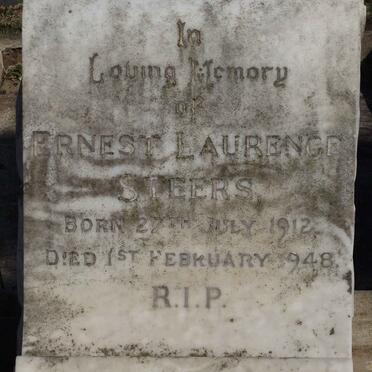 In
Loving Memory
of
ERNEST LAURENCE
STEERS
BORN 27TH JULY 1912.
DIED 1ST FEBRUARY 1948.
R.I.P.